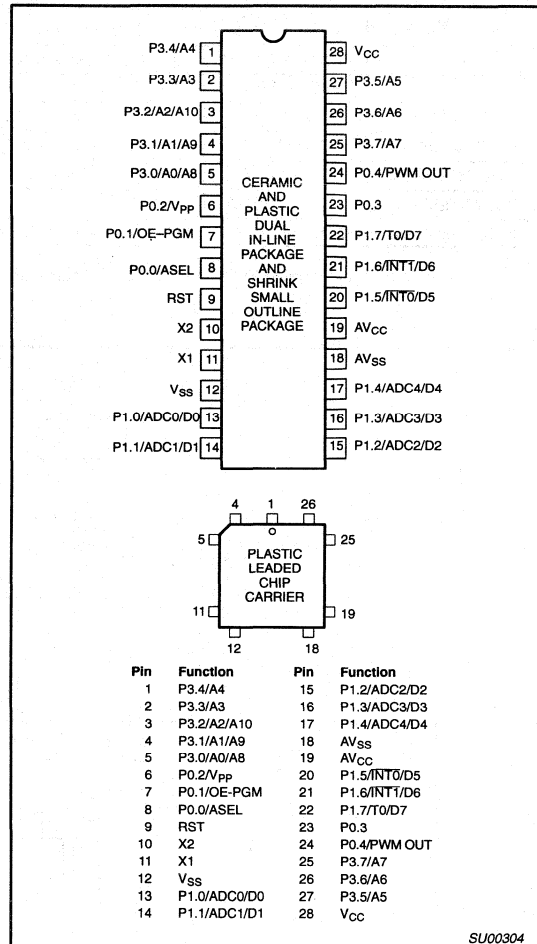 P3.4/A4 1 28 VCC
P3.3/A3 2 27 P3.5/A5
P3.2/A2/A10 3 26 P3.6/A6
P3.1/A1/A9 4 25 P3.7/A7
P3.0/A0/A8 5 24 P0.4/PWM OUT
P0.2/VPP 6 23 P0.3
P0.1/OE–PGM 7 22 P1.7/T0/D7
P0.0/ASEL 8 21 P1.6/INT1/D6
RST 9 20 P1.5/INT0/D5
X2 10 19 AVCC
X1 11 18 AVSS
VSS 12 17 P1.4/ADC4/D4
P1.0/ADC0/D0 13 16 P1.3/ADC3/D3
P1.1/ADC1/D1 14 15 P1.2/ADC2/D2
CERAMIC
AND
PLASTIC
DUAL
IN-LINE
PACKAGE
AND
SHRINK
SMALL
OUTLINE
PACKAGE
4 1 26
5 25
PLASTIC
LEADED
CHIP
CARRIER
11 19
12 18
Pin Function Pin Function
1 P3.4/A4 15 P1.2/ADC2/D2
2 P3.3/A3 16 P1.3/ADC3/D3
3 P3.2/A2/A10 17 P1.4/ADC4/D4
4 P3.1/A1/A9 18 AVSS
5 P3.0/A0/A8 19 AVCC
6 P0.2/VPP 20 P1.5/INT0/D5
7 P0.1/OE-PGM 21 P1.6/INT1/D6
8 P0.0/ASEL 22 P1.7/T0/D7
9 RST 23 P0.3
10 X2 24 P0.4/PWM OUT
11 X1 25 P3.7/A7
12 VSS 26 P3.6/A6
13 P1.0/ADC0/D0 27 P3.5/A5
14 P1.1/ADC1/D1 28 VCC
SU00304